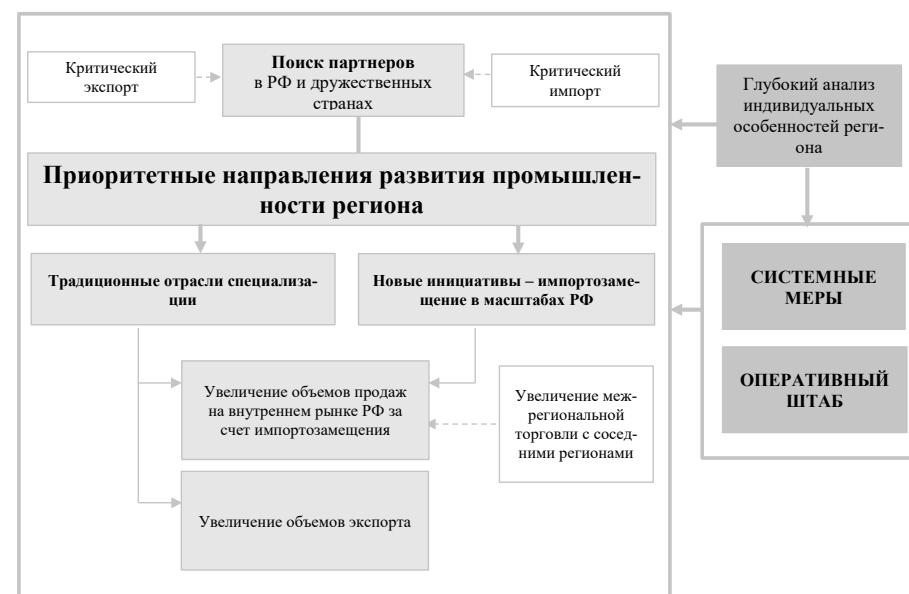 Критический
экспорт
Поиск партнеров
в РФ и дружественных
странах
Критический
импорт
Глубокий анализ
индивидуальных
особенностей реги-
она
Приоритетные направления развития промышлен-
ности региона
Традиционные отрасли специализа-
ции
Новые инициативы – импортозаме-
щение в масштабах РФ
СИСТЕМНЫЕ
МЕРЫ
ОПЕРАТИВНЫЙ
ШТАБ
Увеличение объемов продаж
на внутреннем рынке РФ за
счет импортозамещения
Увеличение меж-
региональной
торговли с сосед-
ними регионами
Увеличение объемов экспорта